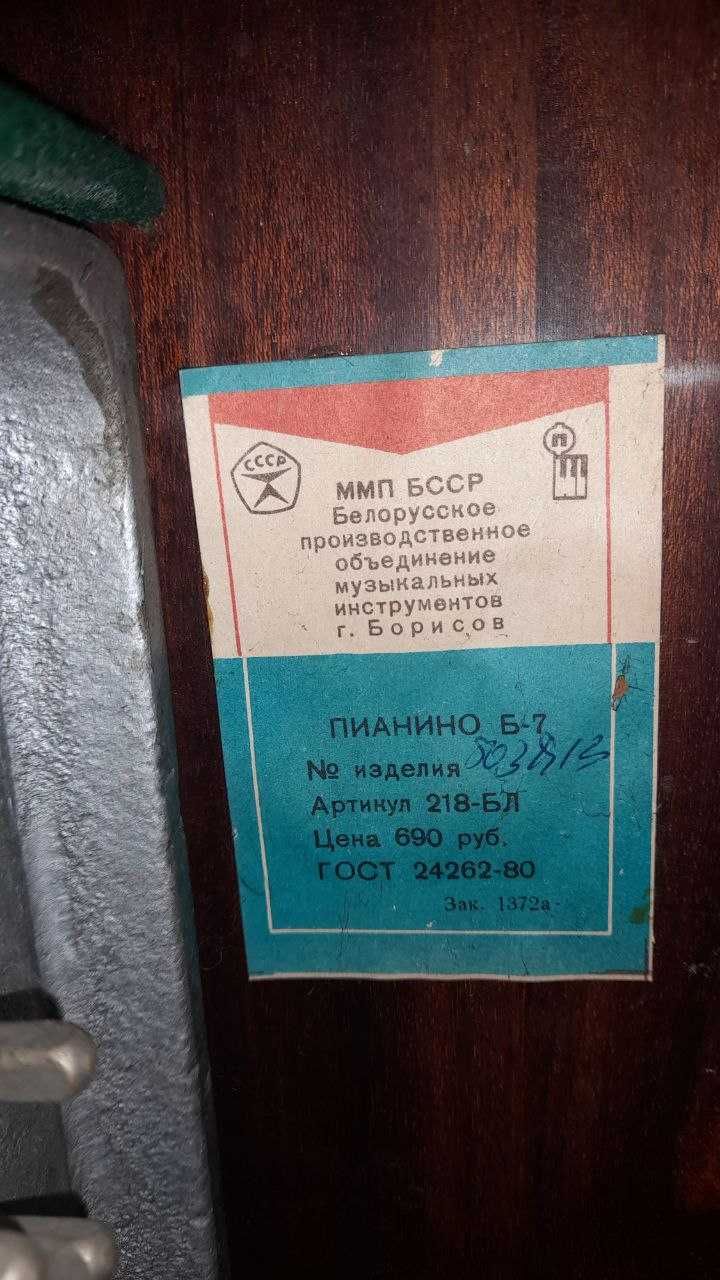 СССР
П
ММП БССР
Белорусское
производственное
объединение
музыкальных
инструментов
г. Борисов
ПИАНИНО Б-7
№ изделия
Артикул 218-БЛ
Цена 690 руб.
ГОСТ 24262-80
Зак. 1372а